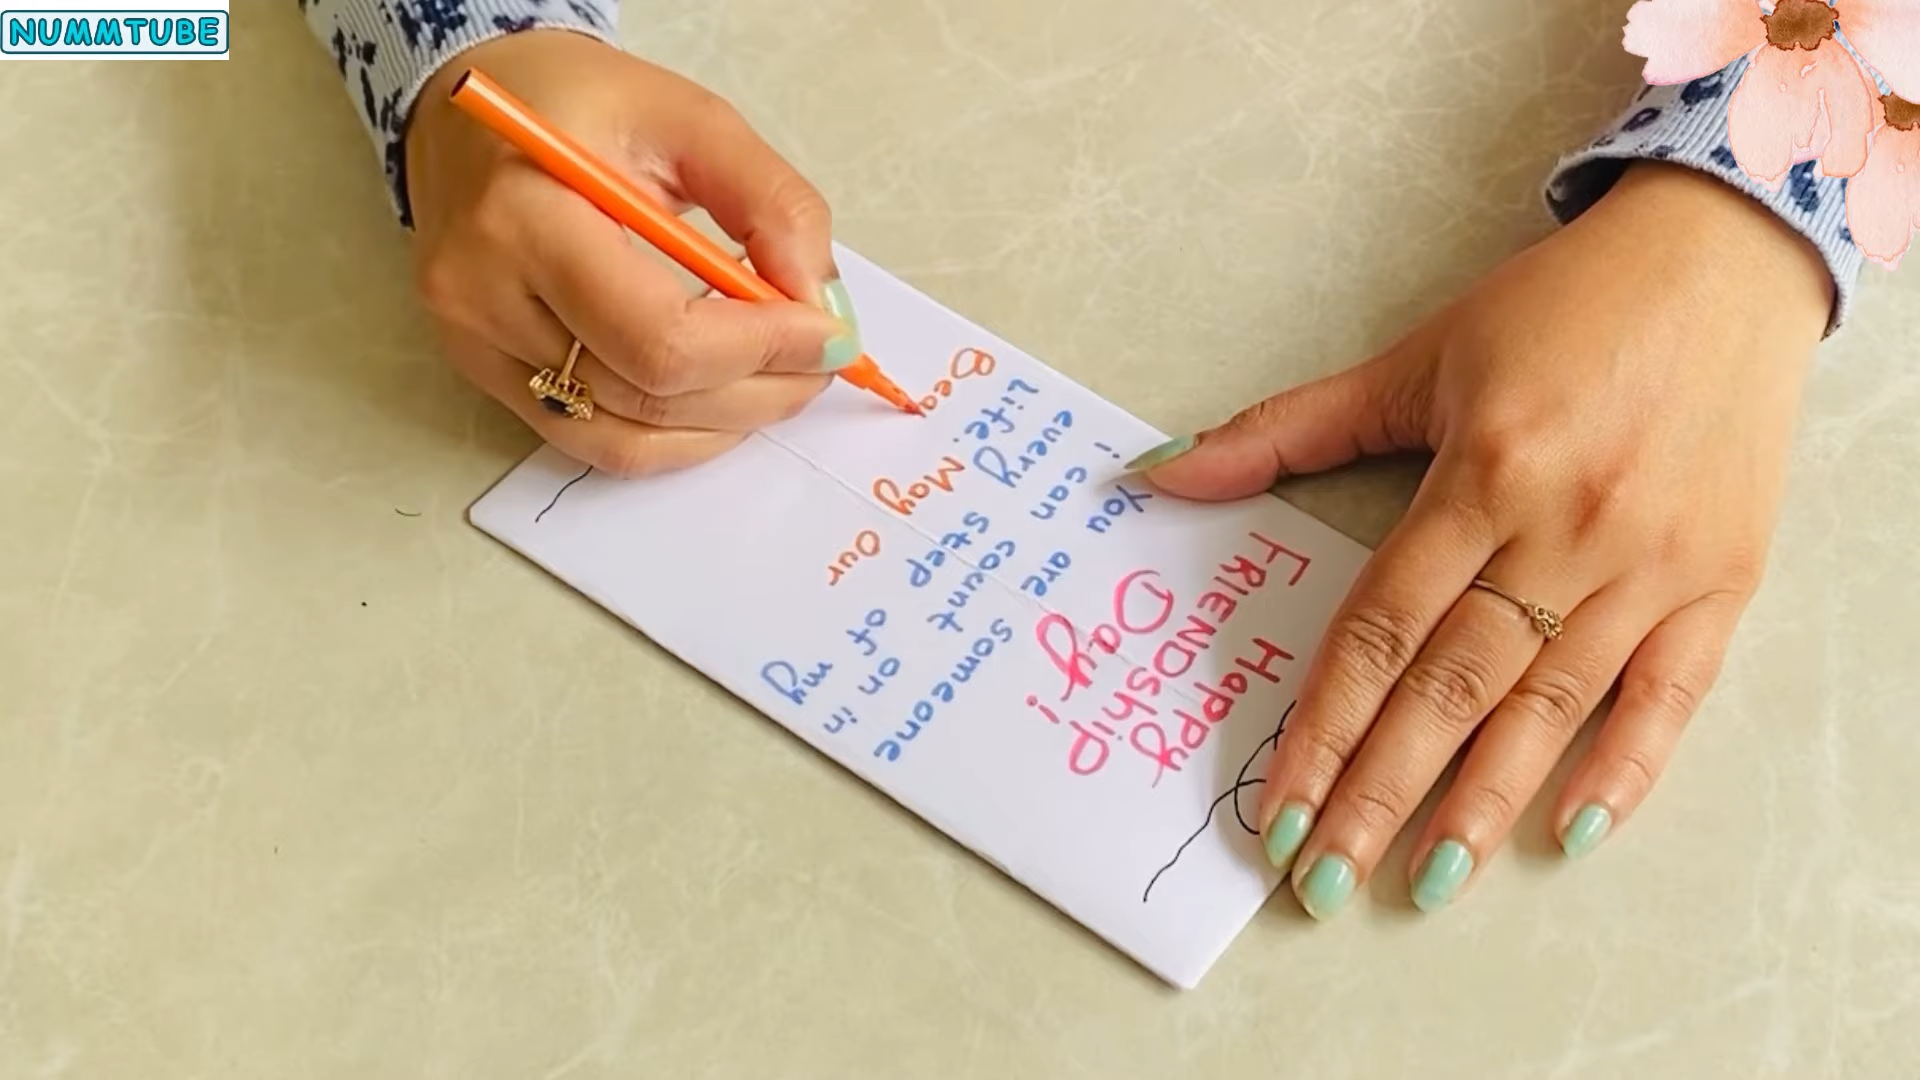 NUMMTUBE
Happy
FRIENDSHIP
Day!
You are someone
i can count on in
every step of my
Life. May Our
Bea